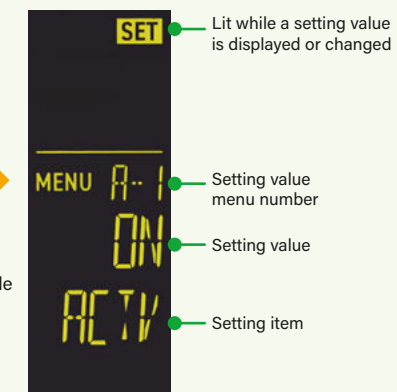 SET
Lit while a setting value
is displayed or changed
MENU A-1
Setting value
menu number
ON
Setting value
le
ACTV
Setting item